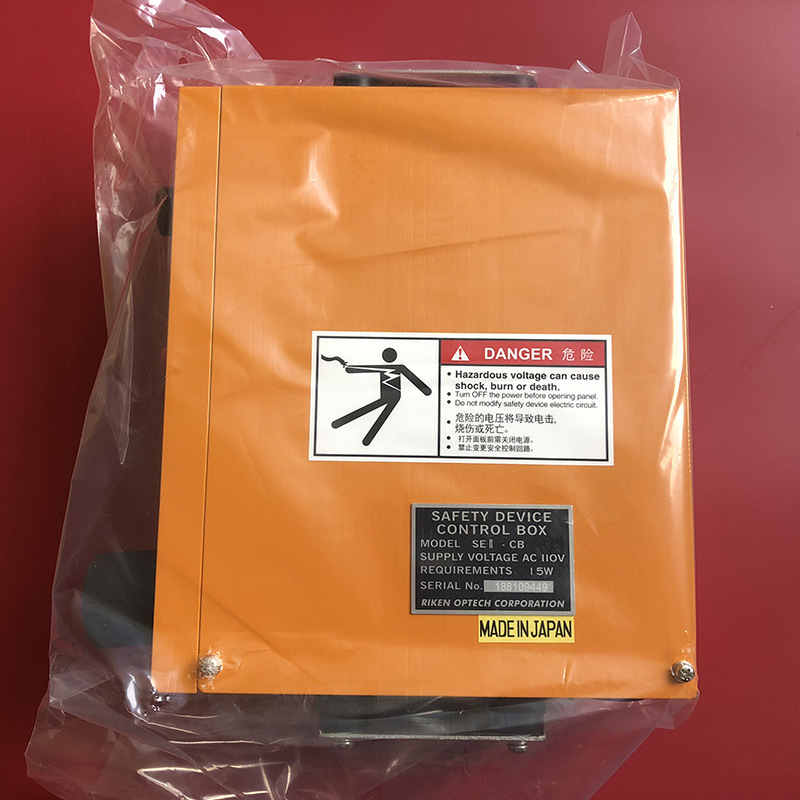 DANGER 危险
• Hazardous voltage can cause
shock, burn or death.
• Turn OFF the power before opening panel.
• Do not modify safety device electric circuit.
• 危险的电压将导致电击,
烧伤或死亡。
• 打开面板前需关闭电源。
• 禁止变更安全控制回路。
SAFETY DEVICE
CONTROL BOX
MODEL SEⅡ - CB
SUPPLY VOLTAGE AC 110V
REQUIREMENTS 15W
SERIAL No. 188109449
RIKEN OPTECH CORPORATION
MADE IN JAPAN